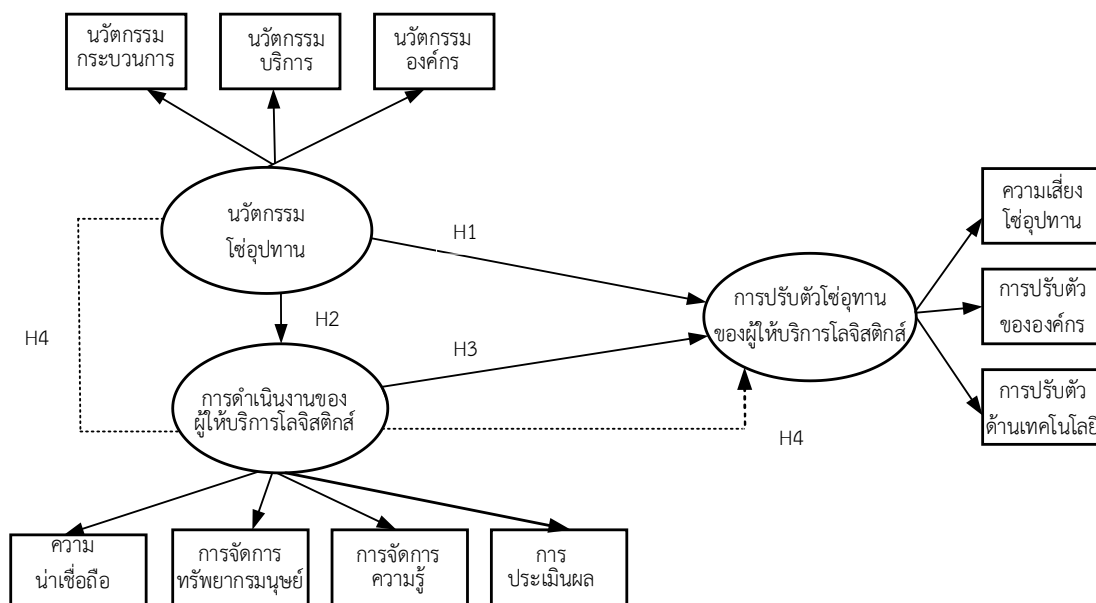 นวัตกรรม
กระบวนการ
นวัตกรรม
บริการ
นวัตกรรม
องค์กร
นวัตกรรม
โซ่อุปทาน
H1
H2
H3
H4
H4
การดำเนินงานของ
ผู้ให้บริการโลจิสติกส์
การปรับตัวโซ่อุทาน
ของผู้ให้บริการโลจิสติกส์
ความเสี่ยง
โซ่อุปทาน
การปรับตัว
ขององค์กร
การปรับตัว
ด้านเทคโนโลยี
ความ
น่าเชื่อถือ
การจัดการ
ทรัพยากรมนุษย์
การจัดการ
ความรู้
การ
ประเมินผล